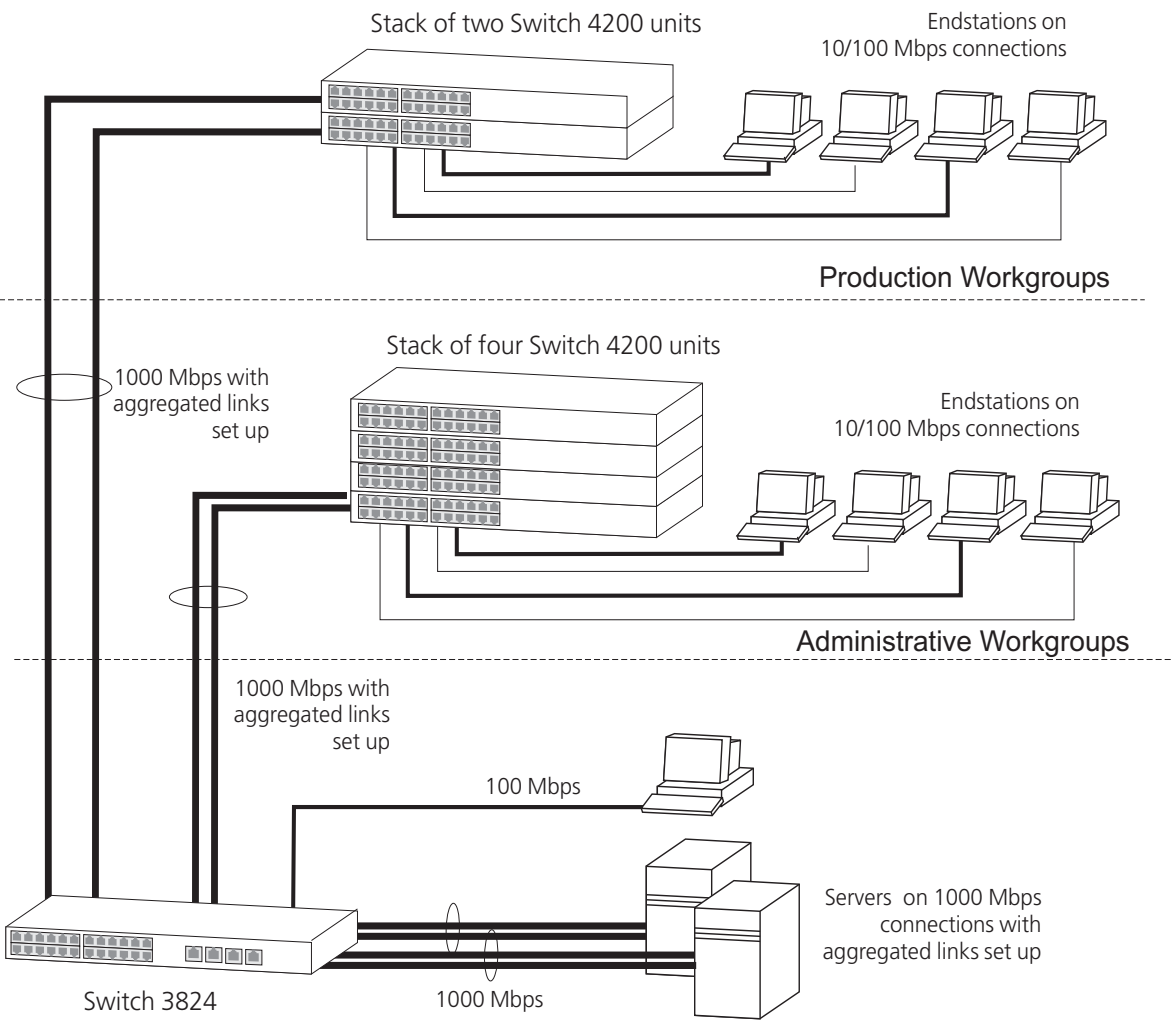 Stack of two Switch 4200 units
Endstations on
10/100 Mbps connections
Production Workgroups
Stack of four Switch 4200 units
1000 Mbps with
aggregated links
set up
Endstations on
10/100 Mbps connections
Administrative Workgroups
1000 Mbps with
aggregated links
set up
100 Mbps
Servers on 1000 Mbps
connections with
aggregated links set up
Switch 3824
1000 Mbps